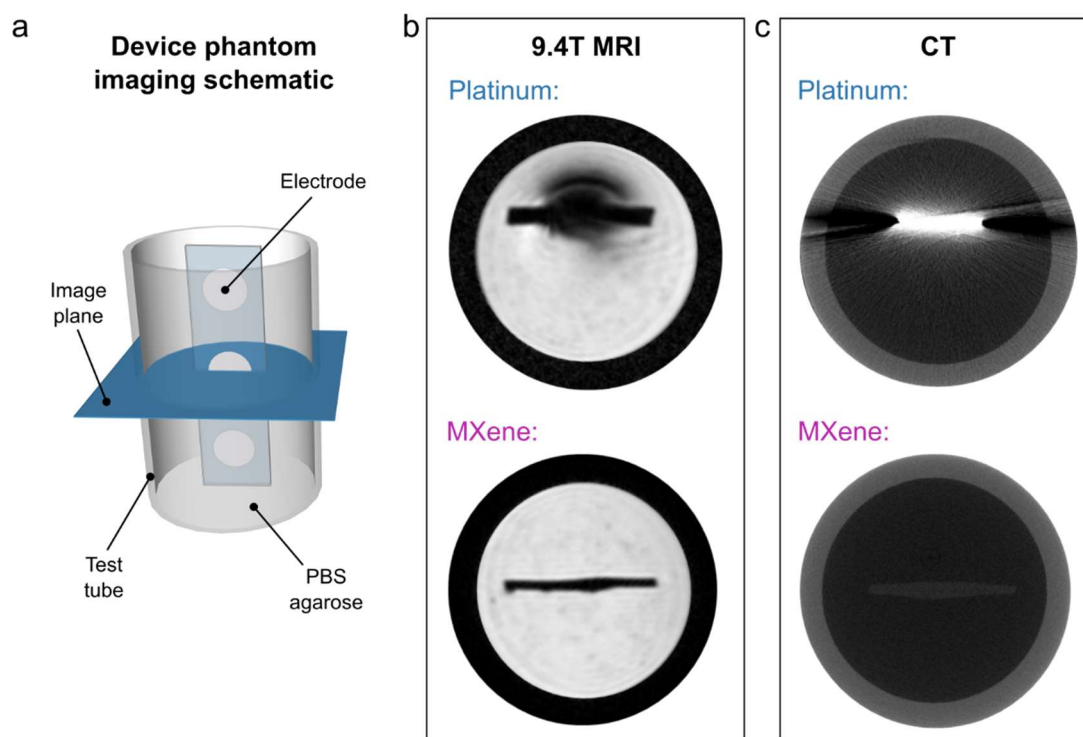 a
Device phantom
imaging schematic
Electrode
Image
plane
Test
tube
PBS
agarose
b
9.4T MRI
Platinum:
MXene:
c
CT
Platinum:
MXene: